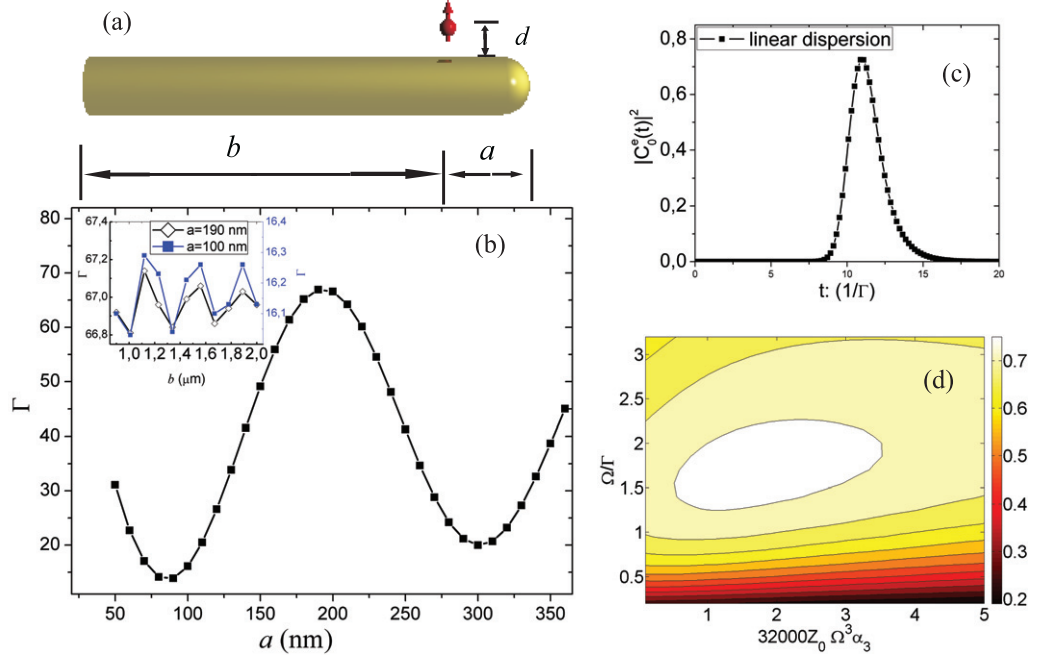 (a)
d
b
a
80
70
60
50
40
30
20
Γ
50
100
150
200
250
300
350
a (nm)
(b)
67,4
67,2
67,0
66,8
Γ
a=190 nm
a=100 nm
16,4
16,3
16,2
16,1
Γ
1,0
1,2
1,4
1,6
1,8
2,0
b (μm)
0,8
0,6
0,4
0,2
0,0
|C₀ᵉ(t)|²
linear dispersion
(c)
0
5
10
15
20
t: (1/Γ)
3
2.5
2
1.5
1
0.5
Ω/Γ
(d)
1
2
3
4
5
32000Z₀ Ω³α₃
0.7
0.6
0.5
0.4
0.3
0.2